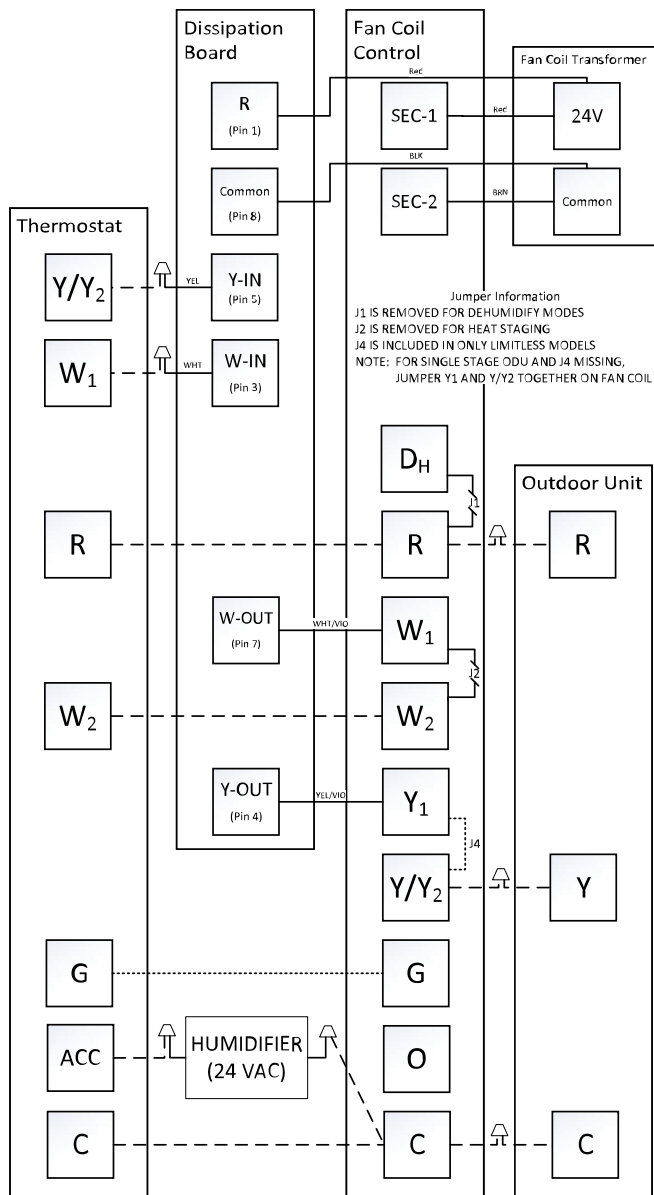 Dissipation
Board
Fan Coil
Control
Fan Coil Transformer
Red
R
(Pin 1)
SEC-1
Red
24V
BLK
Common
(Pin 8)
SEC-2
BRN
Common
Thermostat
Y/Y2
YEL
Y-IN
(Pin 5)
Jumper Information
J1 IS REMOVED FOR DEHUMIDIFY MODES
J2 IS REMOVED FOR HEAT STAGING
J4 IS INCLUDED IN ONLY LIMITLESS MODELS
NOTE: FOR SINGLE STAGE ODU AND J4 MISSING,
JUMPER Y1 AND Y/Y2 TOGETHER ON FAN COIL
W1
WHT
W-IN
(Pin 3)
DH
J1
Outdoor Unit
R
R
R
W-OUT
(Pin 7)
WHT/VIO
W1
J2
W2
W2
Y-OUT
(Pin 4)
YEL/VIO
Y1
J4
Y/Y2
Y
G
G
ACC
HUMIDIFIER
(24 VAC)
O
C
C
C